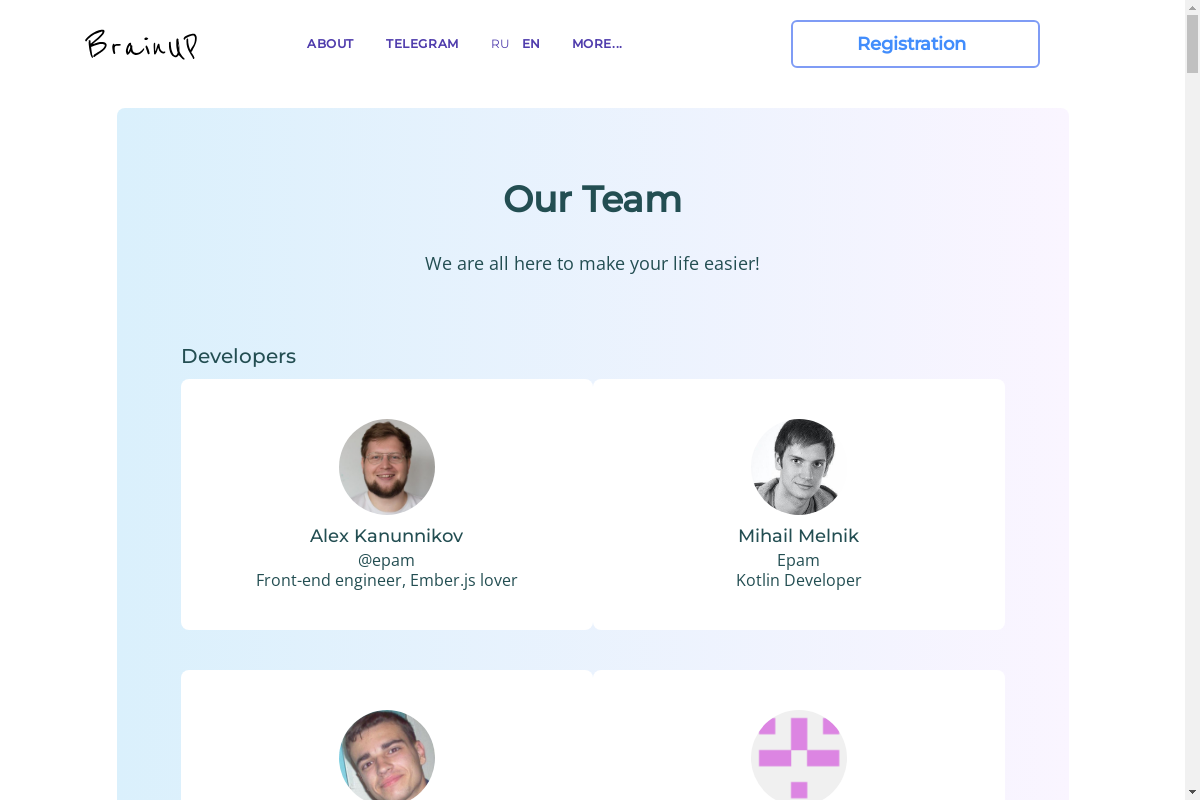 BrainUP
ABOUT
TELEGRAM
RU
EN
MORE...
Registration
Our Team
We are all here to make your life easier!
Developers
Alex Kanunnikov
@epam
Front-end engineer, Ember.js lover
Mihail Melnik
Epam
Kotlin Developer